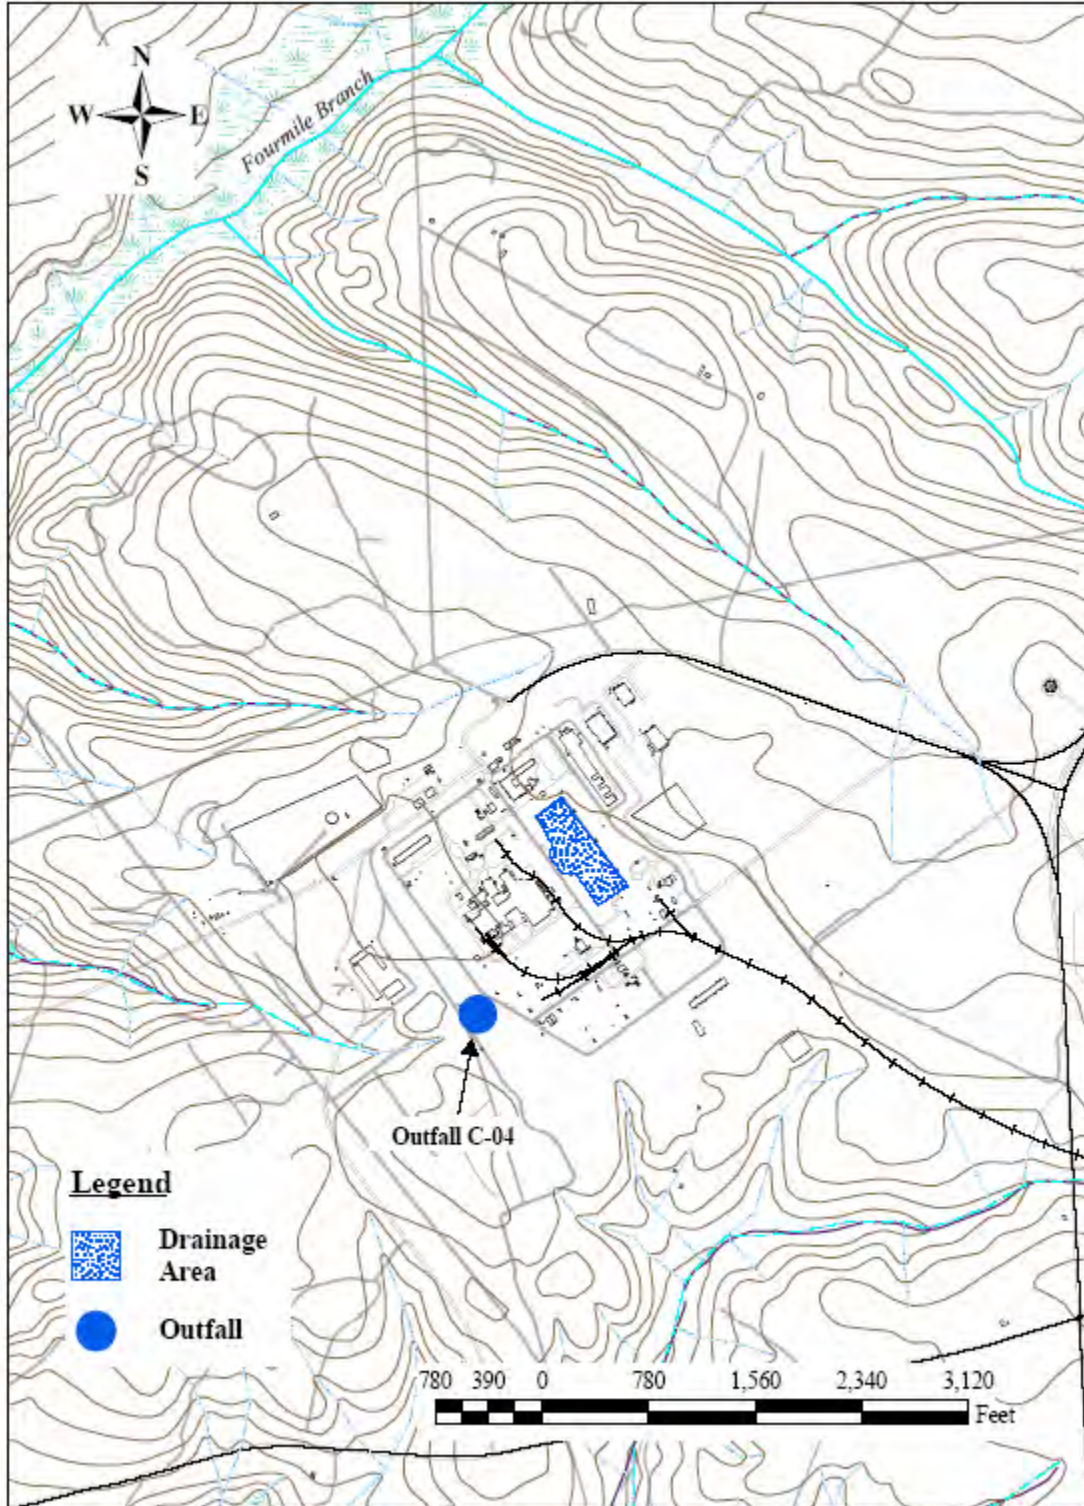 N
W E
S
Fourmile Branch
Outfall C-04
Legend
Drainage
Area
Outfall
780 390 0 780 1,560 2,340 3,120
Feet